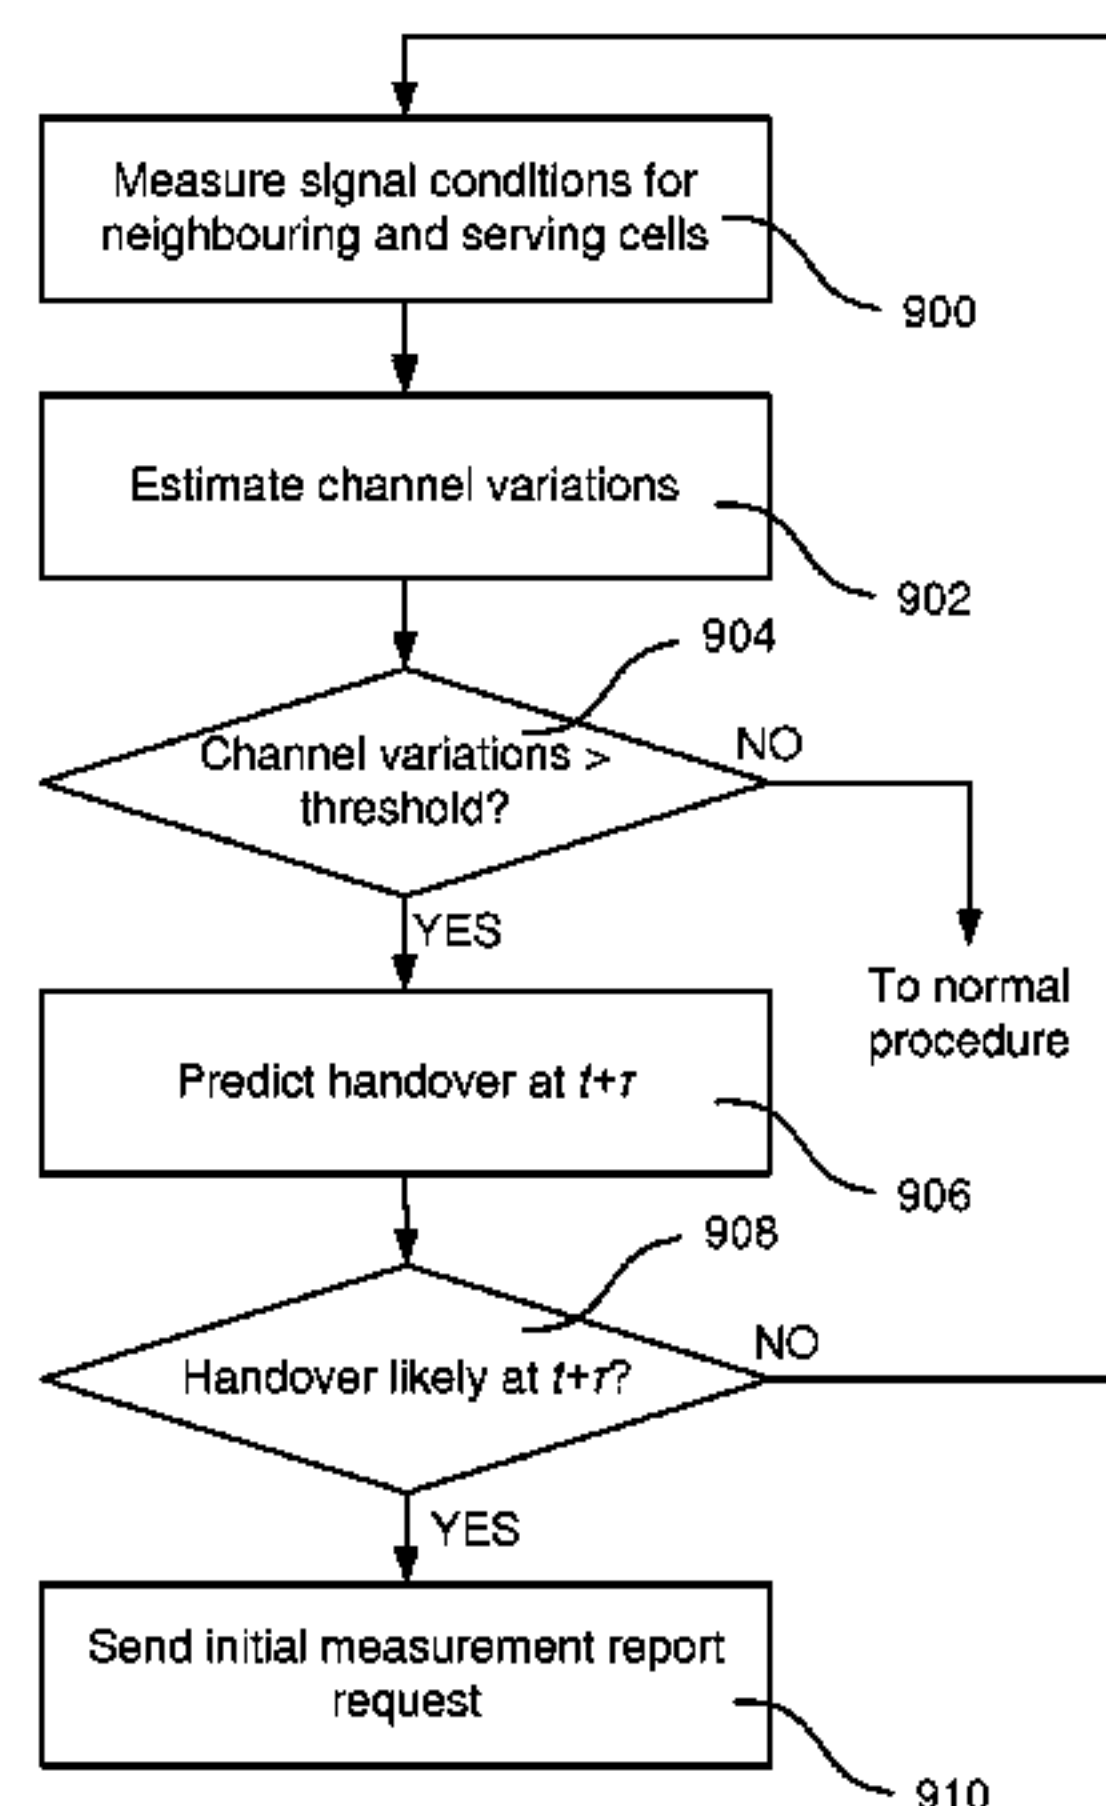 Measure signal conditions for
neighbouring and serving cells
900
Estimate channel variations
902
904
Channel variations >
threshold?
NO
YES
To normal
procedure
Predict handover at t+τ
906
908
Handover likely at t+τ?
NO
YES
Send initial measurement report
request
910